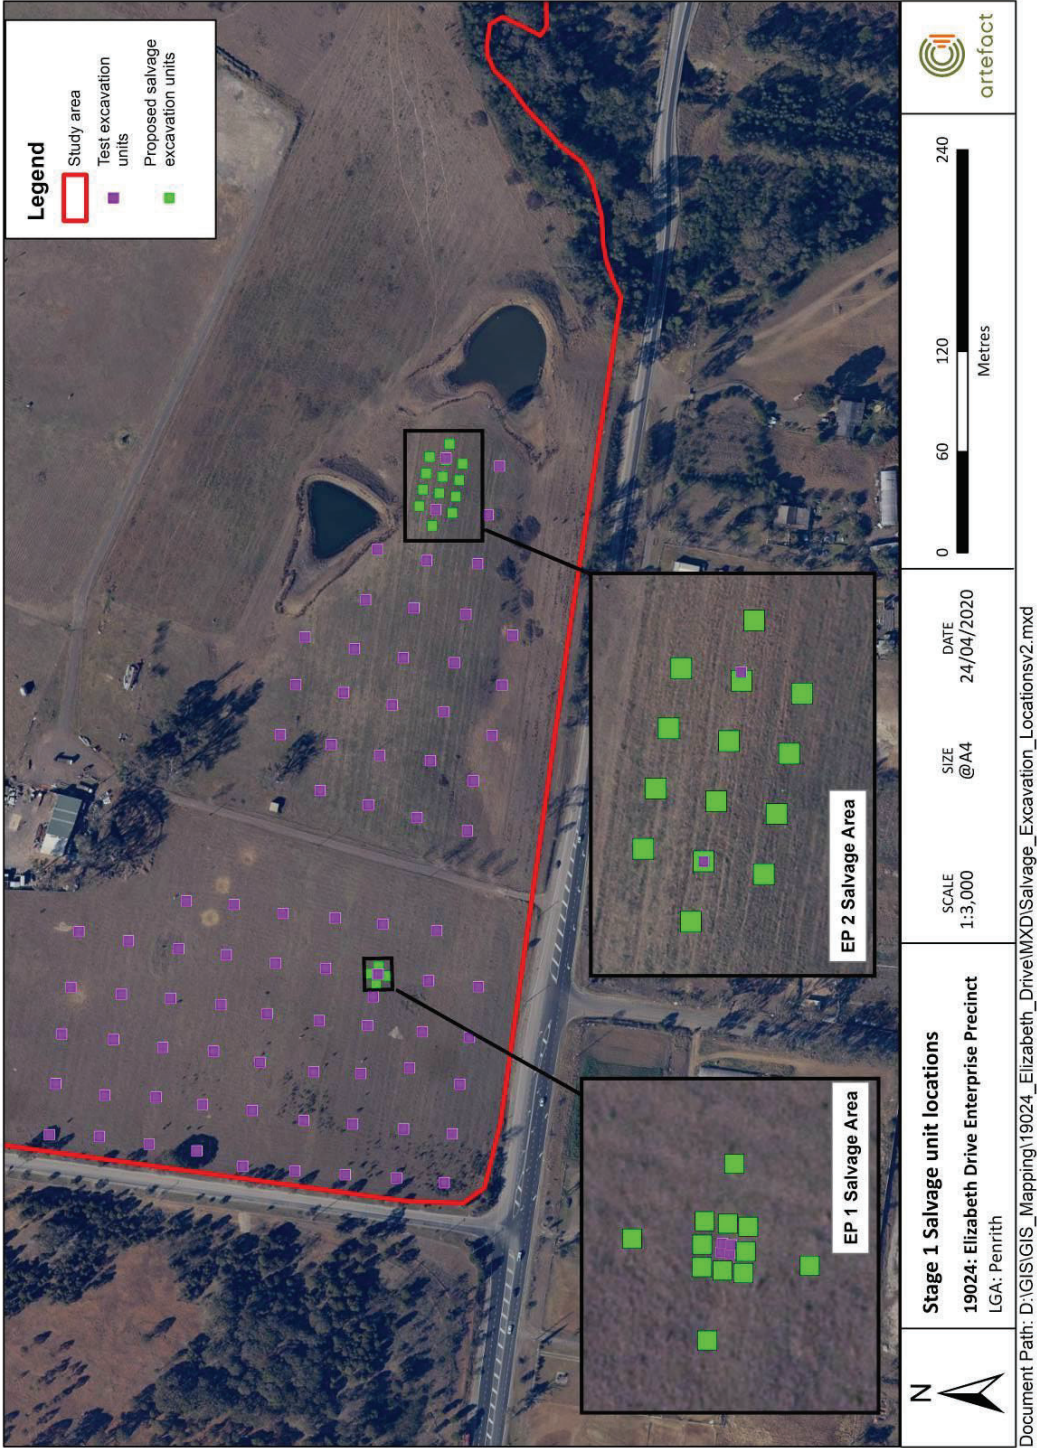 Legend
Study area
Test excavation
units
Proposed salvage
excavation units
EP 1 Salvage Area
EP 2 Salvage Area
N
Stage 1 Salvage unit locations
19024: Elizabeth Drive Enterprise Precinct
LGA: Penrith
SCALE
1:3,000
SIZE
@A4
DATE
24/04/2020
0 60 120 240
Metres
artefact
Document Path: D:\GIS\GIS_Mapping\19024_Elizabeth_Drive\MXD\Salvage_Excavation_Locationsv2.mxd